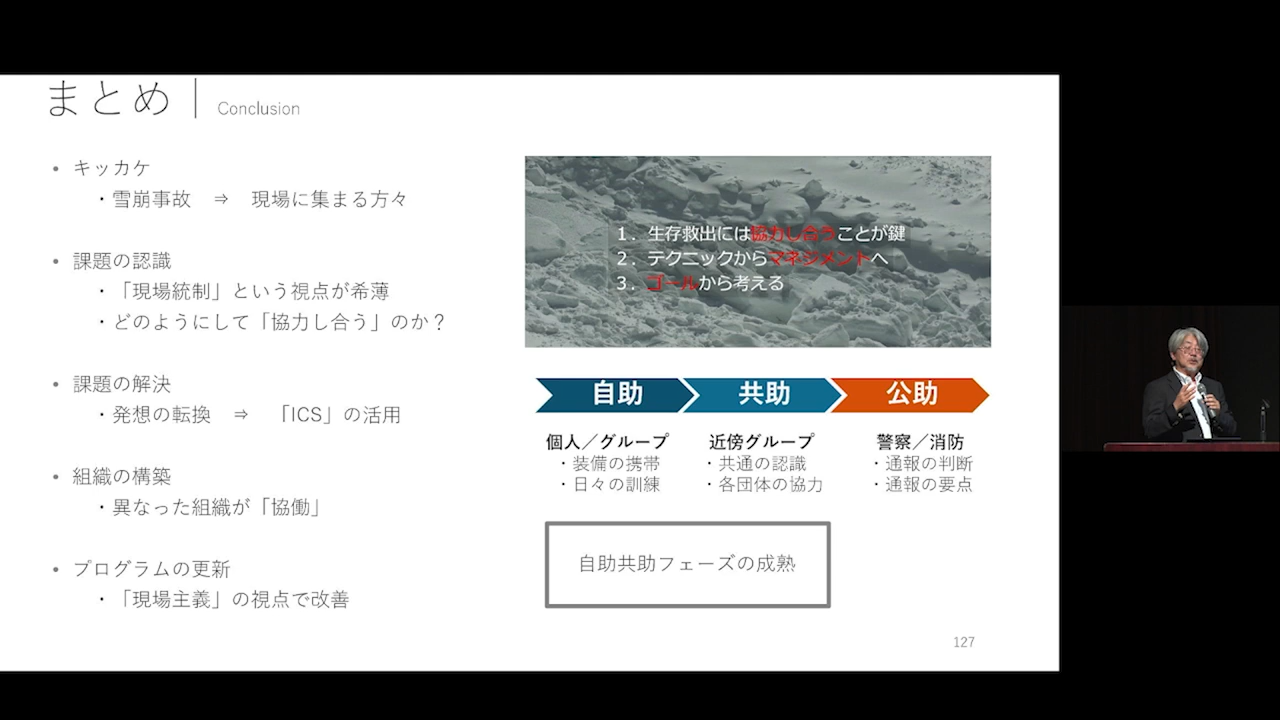 まとめ
Conclusion
• キッカケ
・雪崩事故　⇒　現場に集まる方々
• 課題の認識
・「現場統制」という視点が希薄
・どのようにして「協力し合う」のか？
• 課題の解決
・発想の転換　⇒　「ICS」の活用
• 組織の構築
・異なった組織が「協働」
• プログラムの更新
・「現場主義」の視点で改善
1．生存救出には協力し合うことが鍵
2．テクニックからマネジメントへ
3．ゴールから考える
自助
共助
公助
個人／グループ
・装備の携帯
・日々の訓練
近傍グループ
・共通の認識
・各団体の協力
警察／消防
・通報の判断
・通報の要点
自助共助フェーズの成熟
127